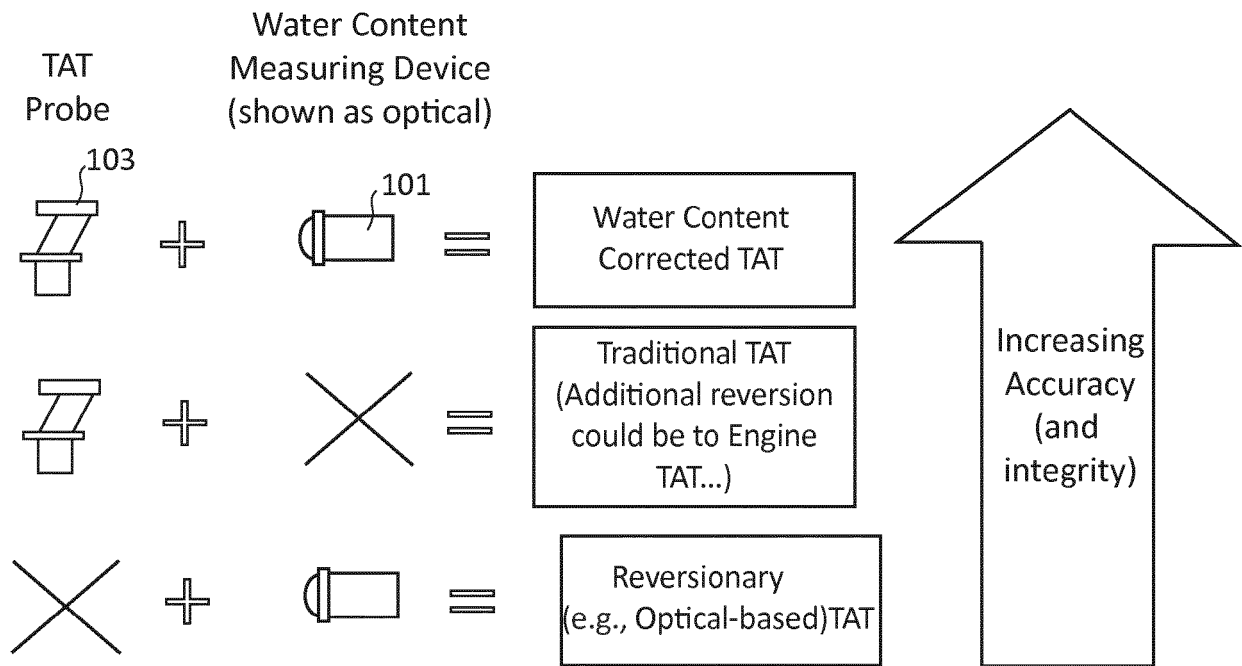 TAT
Probe
Water Content
Measuring Device
(shown as optical)
103
101
Water Content
Corrected TAT
Traditional TAT
(Additional reversion
could be to Engine
TAT...)
Reversionary
(e.g., Optical-based)TAT
Increasing
Accuracy
(and
integrity)